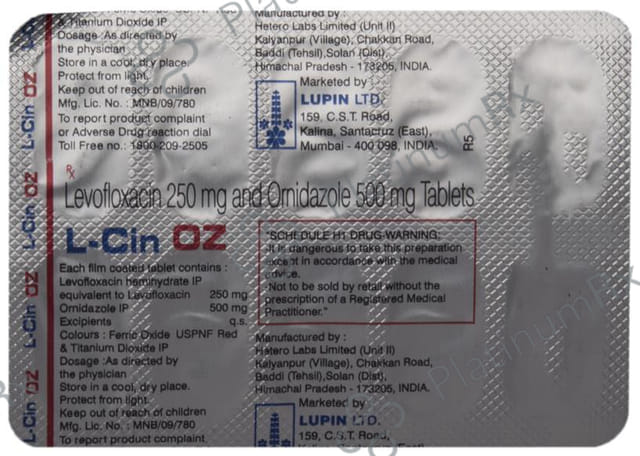 & Titanium Dioxide IP
Dosage :As directed by
the physician
Store in a cool, dry place.
Protect from light.
Keep out of reach of children
Mfg. Lic. No. : MNB/09/780
To report product complaint
or Adverse Drug reaction dial
Toll Free no.: 1800-209-2505
Manufactured by :
Hetero Labs Limited (Unit II)
Kalyanpur (Village), Chakkan Road,
Baddi (Tehsil),Solan (Dist),
Himachal Pradesh - 173205, INDIA.
Marketed by :
LUPIN LTD.
159, C.S.T. Road,
Kalina, Santacruz (East),
Mumbai - 400 098, INDIA.
R5
L-Cin OZ
L-Cin OZ
L-Cin OZ
L-Cin OZ
Rx
Levofloxacin 250 mg and Ornidazole 500 mg Tablets
L-Cin OZ
Each film coated tablet contains :
Levofloxacin hemihydrate IP
equivalent to Levofloxacin 250 mg
Ornidazole IP 500 mg
Excipients q.s.
Colours : Ferric Oxide USPNF Red
& Titanium Dioxide IP
Dosage :As directed by
the physician
Store in a cool, dry place.
Protect from light.
Keep out of reach of children
Mfg. Lic. No. : MNB/09/780
To report product complaint
"SCHEDULE H1 DRUG-WARNING:
-It is dangerous to take this preparation
except in accordance with the medical
advice.
-Not to be sold by retail without the
prescription of a Registered Medical
Practitioner."
Manufactured by :
Hetero Labs Limited (Unit II)
Kalyanpur (Village), Chakkan Road,
Baddi (Tehsil),Solan (Dist),
Himachal Pradesh - 173205, INDIA.
Marketed by :
LUPIN LTD.
159, C.S.T. Road,
PlatinumRx
PlatinumRx